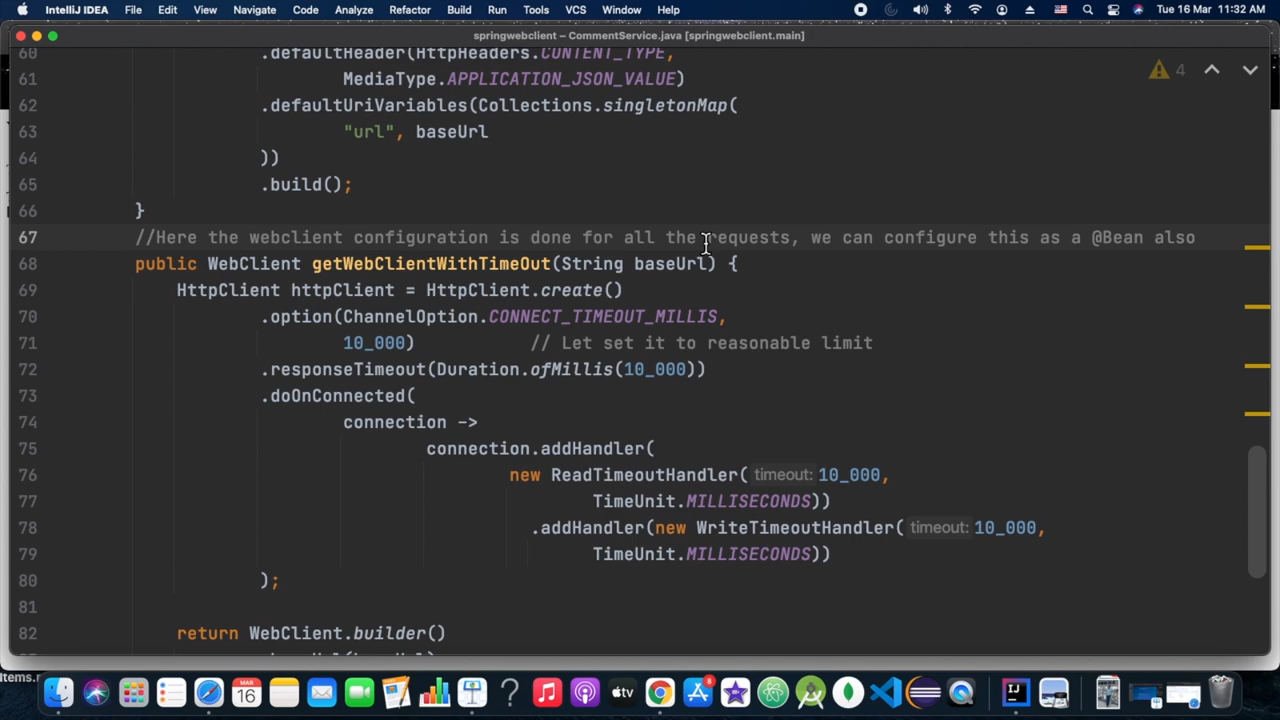 IntelliJ IDEA File Edit View Navigate Code Analyze Refactor Build Run Tools VCS Window Help Tue 16 Mar 11:32 AM
springwebclient – CommentService.java [springwebclient.main]
60 .defaultHeader(HttpHeaders.CONTENT_TYPE,
4
61 MediaType.APPLICATION_JSON_VALUE)
62 .defaultUriVariables(Collections.singletonMap(
63 "url", baseUrl
64 ))
65 .build();
66 }
67 //Here the webclient configuration is done for all the requests, we can configure this as a @Bean also
68 public WebClient getWebClientWithTimeOut(String baseUrl) {
69 HttpClient httpClient = HttpClient.create()
70 .option(ChannelOption.CONNECT_TIMEOUT_MILLIS,
71 10_000) // Let set it to reasonable limit
72 .responseTimeout(Duration.ofMillis(10_000))
73 .doOnConnected(
74 connection ->
75 connection.addHandler(
76 new ReadTimeoutHandler( timeout: 10_000,
77 TimeUnit.MILLISECONDS))
78 .addHandler(new WriteTimeoutHandler( timeout: 10_000,
79 TimeUnit.MILLISECONDS))
80 );
81
82 return WebClient.builder()
MAR
16
8
tv
IJ